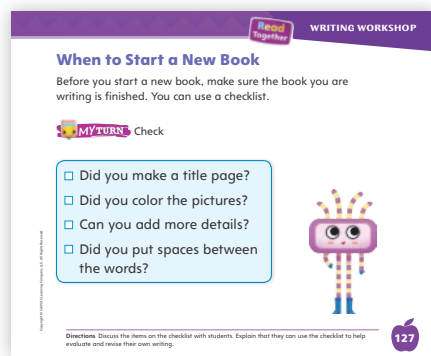 Read
Together
WRITING WORKSHOP
When to Start a New Book
Before you start a new book, make sure the book you are
writing is finished. You can use a checklist.
MY TURN Check
Did you make a title page?
Did you color the pictures?
Can you add more details?
Did you put spaces between
the words?
Directions Discuss the items on the checklist with students. Explain that they can use the checklist to help
evaluate and revise their own writing.
127